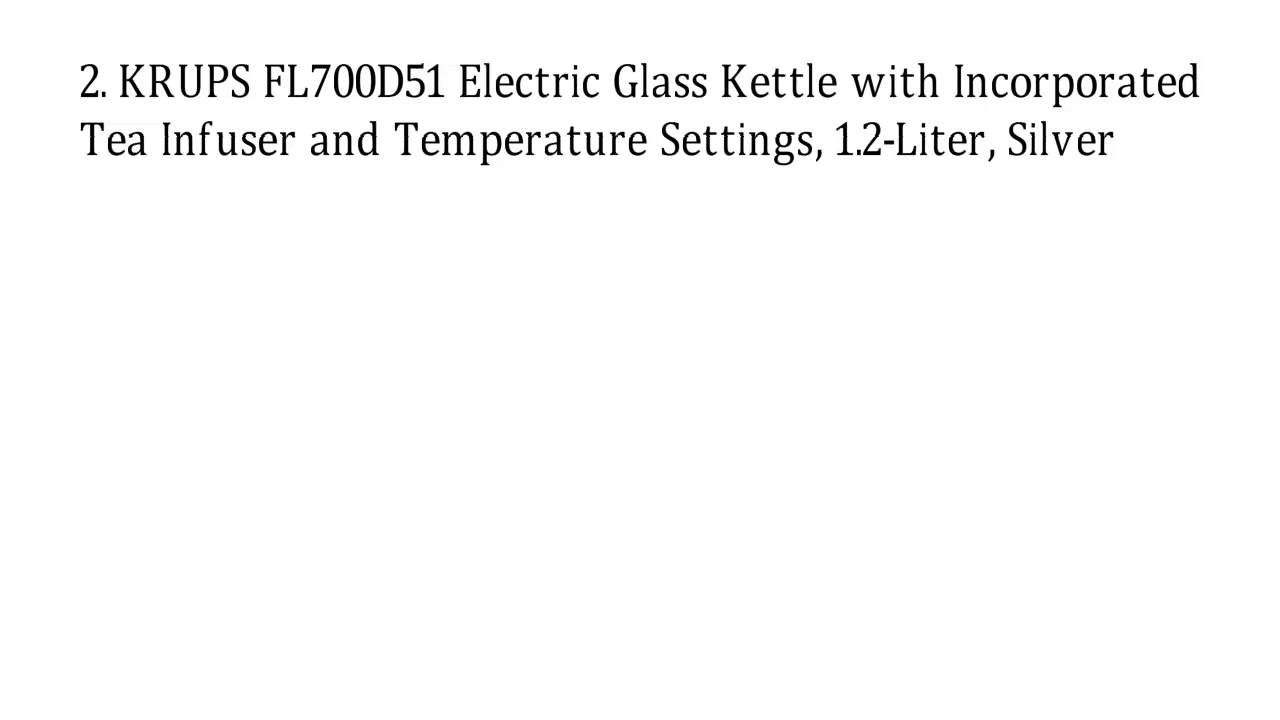 2. KRUPS FL700D51 Electric Glass Kettle with Incorporated
Tea Infuser and Temperature Settings, 1.2-Liter, Silver